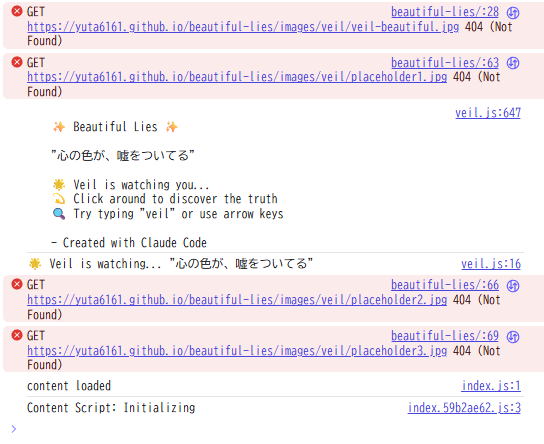 GET beautiful-lies/:28
https://yuta6161.github.io/beautiful-lies/images/veil/veil-beautiful.jpg 404 (Not
Found)
GET beautiful-lies/:63
https://yuta6161.github.io/beautiful-lies/images/veil/placeholder1.jpg 404 (Not
Found)
veil.js:647
✨ Beautiful Lies ✨
"心の色が、嘘をついてる"
🌟 Veil is watching you...
💫 Click around to discover the truth
🔍 Try typing "veil" or use arrow keys
- Created with Claude Code
🌟 Veil is watching... "心の色が、嘘をついてる" veil.js:16
GET beautiful-lies/:66
https://yuta6161.github.io/beautiful-lies/images/veil/placeholder2.jpg 404 (Not
Found)
GET beautiful-lies/:69
https://yuta6161.github.io/beautiful-lies/images/veil/placeholder3.jpg 404 (Not
Found)
content loaded index.js:1
Content Script: Initializing index.59b2ae62.js:3